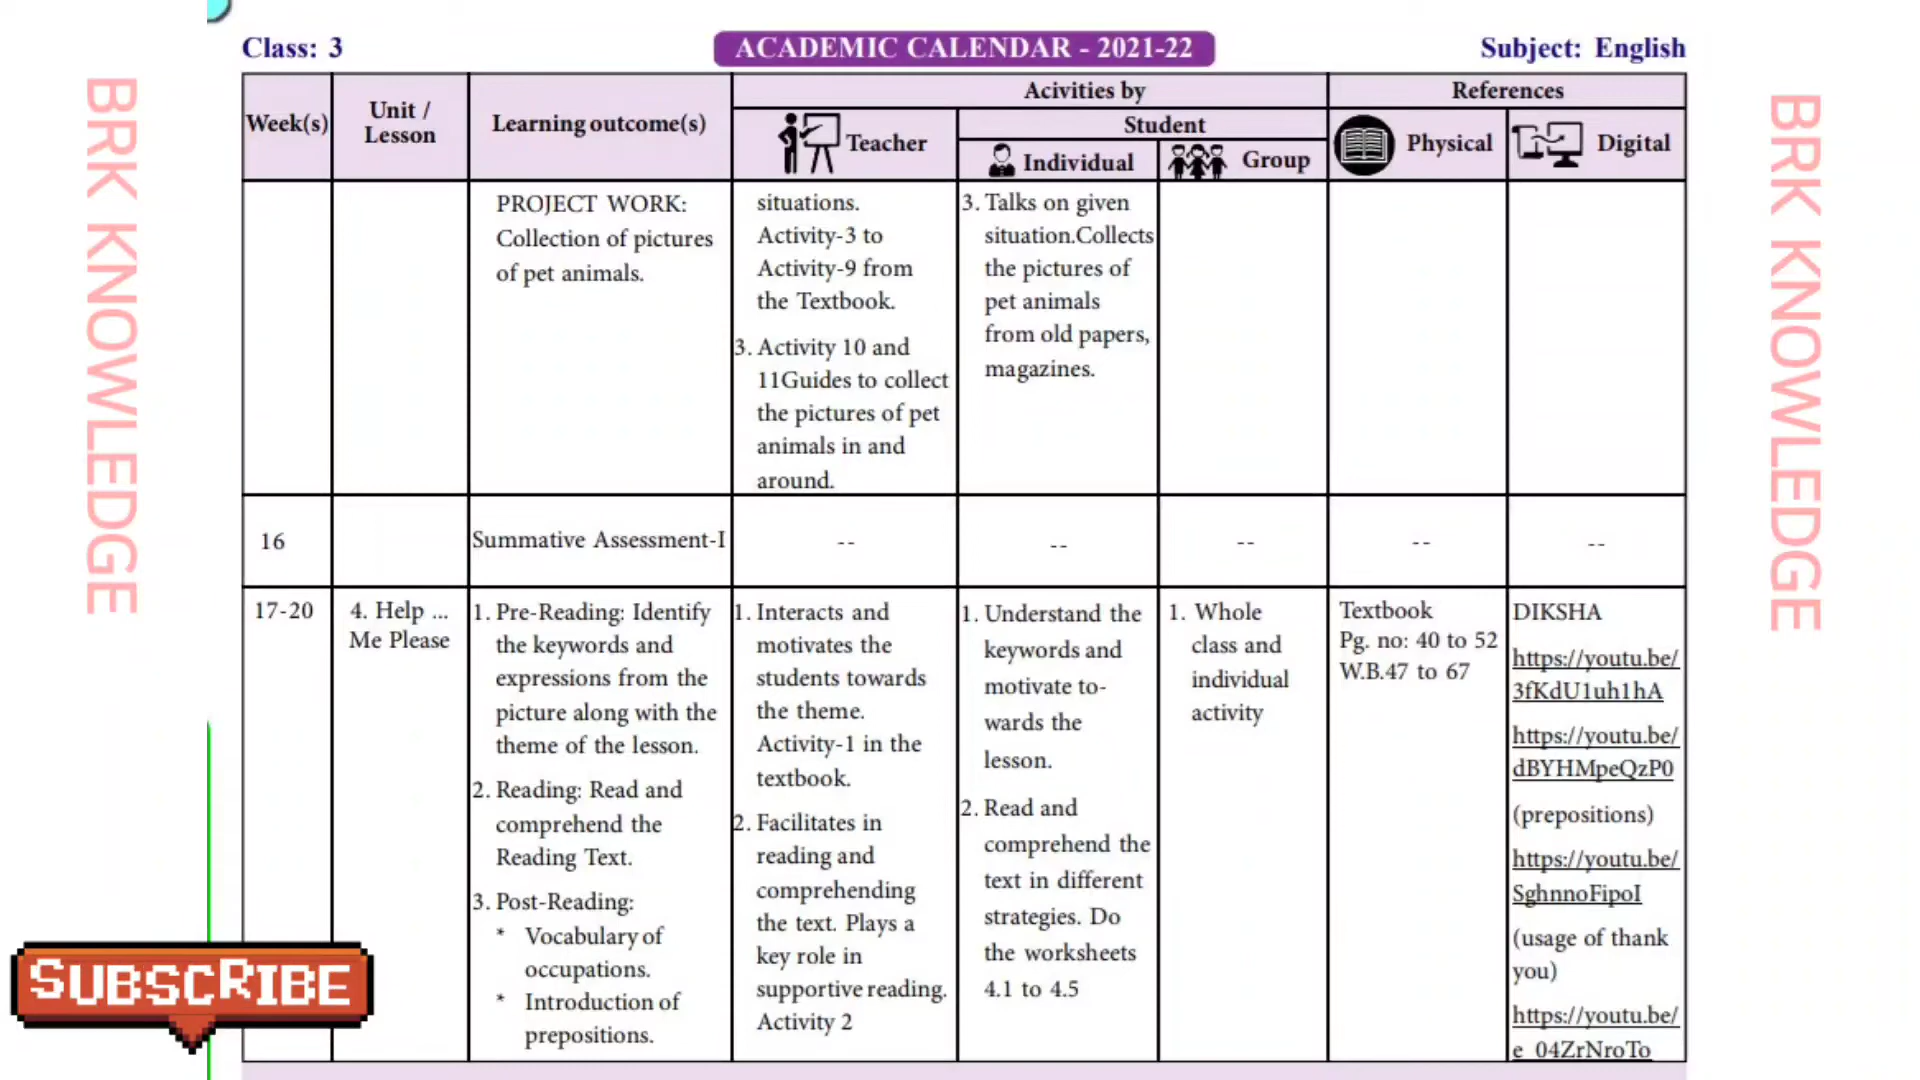 Class: 3
ACADEMIC CALENDAR - 2021-22
Subject: English
Week(s)
Unit /
Lesson
Learning outcome(s)
Acivities by
Teacher
Student
Individual
Group
References
Physical
Digital
PROJECT WORK:
Collection of pictures
of pet animals.
situations.
Activity-3 to
Activity-9 from
the Textbook.
3. Activity 10 and
11Guides to collect
the pictures of pet
animals in and
around.
3. Talks on given
situation.Collects
the pictures of
pet animals
from old papers,
magazines.
16
Summative Assessment-I
--
--
--
--
--
17-20
4. Help ...
Me Please
1. Pre-Reading: Identify
the keywords and
expressions from the
picture along with the
theme of the lesson.
2. Reading: Read and
comprehend the
Reading Text.
3. Post-Reading:
* Vocabulary of
occupations.
* Introduction of
prepositions.
1. Interacts and
motivates the
students towards
the theme.
Activity-1 in the
textbook.
2. Facilitates in
reading and
comprehending
the text. Plays a
key role in
supportive reading.
Activity 2
1. Understand the
keywords and
motivate to-
wards the
lesson.
2. Read and
comprehend the
text in different
strategies. Do
the worksheets
4.1 to 4.5
1. Whole
class and
individual
activity
Textbook
Pg. no: 40 to 52
W.B.47 to 67
DIKSHA
https://youtu.be/
3fKdU1uh1hA
https://youtu.be/
dBYHMpeQzP0
(prepositions)
https://youtu.be/
SghnnoFipoI
(usage of thank
you)
https://youtu.be/
e_04ZrNroTo
BRK KNOWLEDGE
BRK KNOWLEDGE
SUBSCRIBE